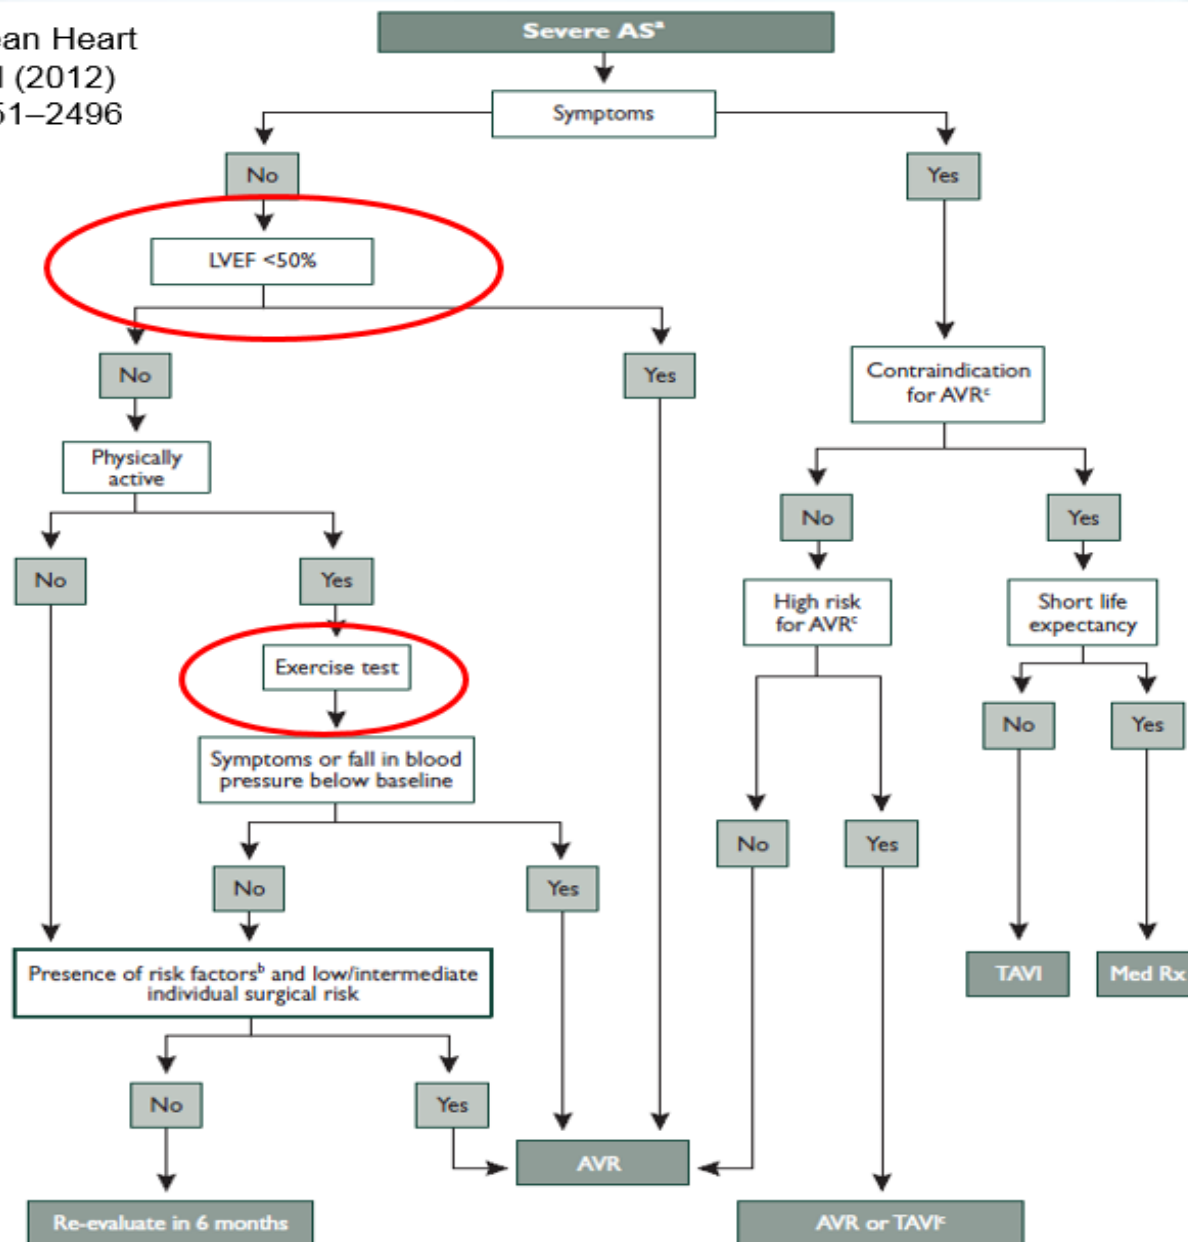 ean Heart
(2012)
51–2496
Severe ASᵃ
Symptoms
No
Yes
LVEF <50%
No
Yes
Contraindication
for AVRᶜ
Physically
active
No
Yes
No
Yes
High risk
for AVRᶜ
Short life
expectancy
Exercise test
No
Yes
Symptoms or fall in blood
pressure below baseline
No
Yes
No
Yes
Presence of risk factorsᵇ and low/intermediate
individual surgical risk
TAVI
Med Rx
No
Yes
AVR
Re-evaluate in 6 months
AVR or TAVIᶜ